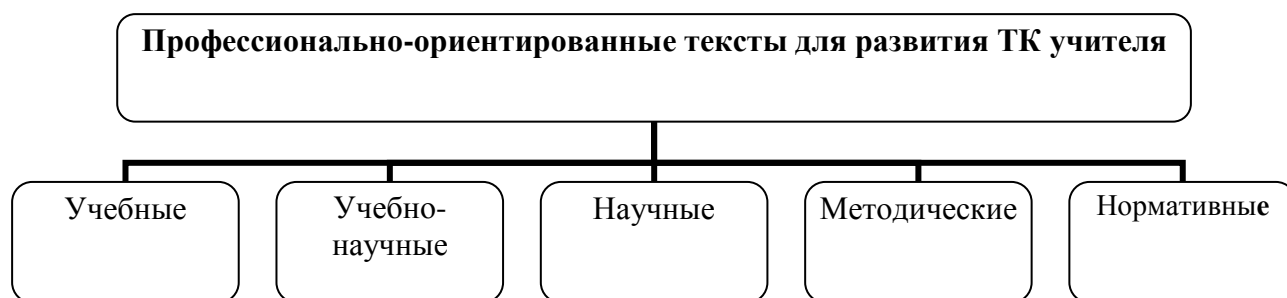 Профессионально-ориентированные тексты для развития ТК учителя
Учебные
Учебно-
научные
Научные
Методические
Нормативные